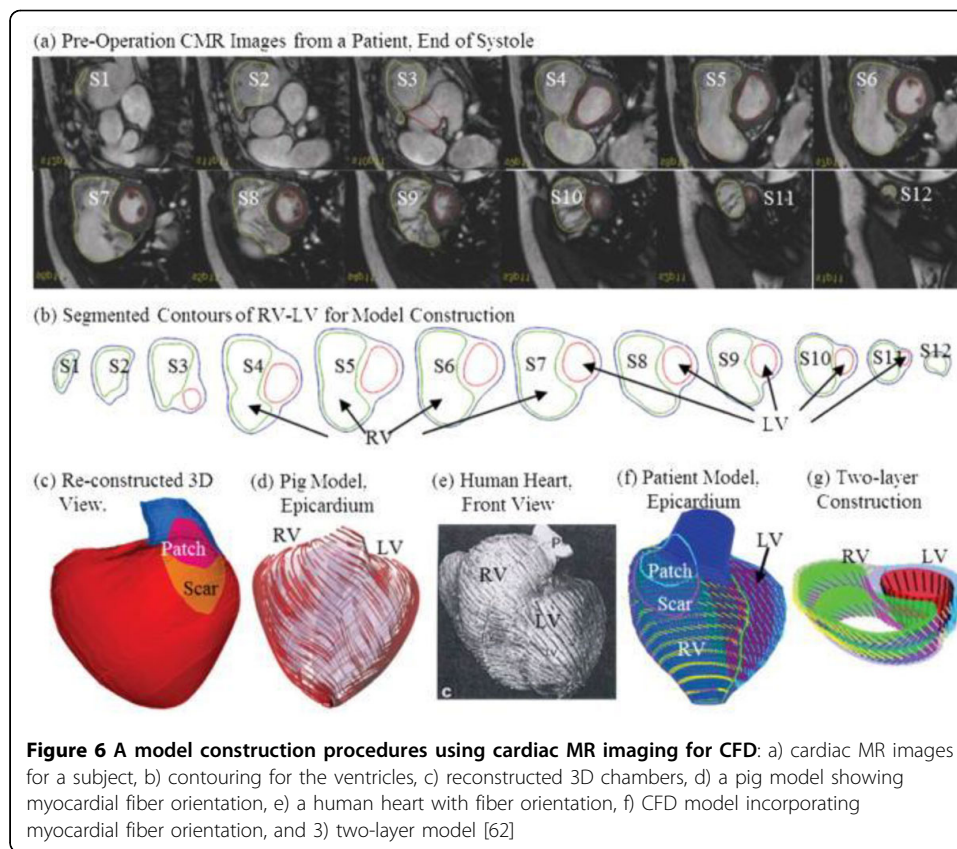 (a) Pre-Operation CMR Images from a Patient, End of Systole
S1 S2 S3 S4 S5 S6
S7 S8 S9 S10 S11 S12
(b) Segmented Contours of RV-LV for Model Construction
S1 S2 S3 S4 S5 S6 S7 S8 S9 S10 S11 S12
RV LV
(c) Re-constructed 3D View.
Patch
Scar
(d) Pig Model, Epicardium
RV LV
(e) Human Heart, Front View
P
RV
LV
C
(f) Patient Model, Epicardium
LV
Patch
Scar
RV
(g) Two-layer Construction
RV LV
Figure 6 A model construction procedures using cardiac MR imaging for CFD: a) cardiac MR images
for a subject, b) contouring for the ventricles, c) reconstructed 3D chambers, d) a pig model showing
myocardial fiber orientation, e) a human heart with fiber orientation, f) CFD model incorporating
myocardial fiber orientation, and 3) two-layer model [62]